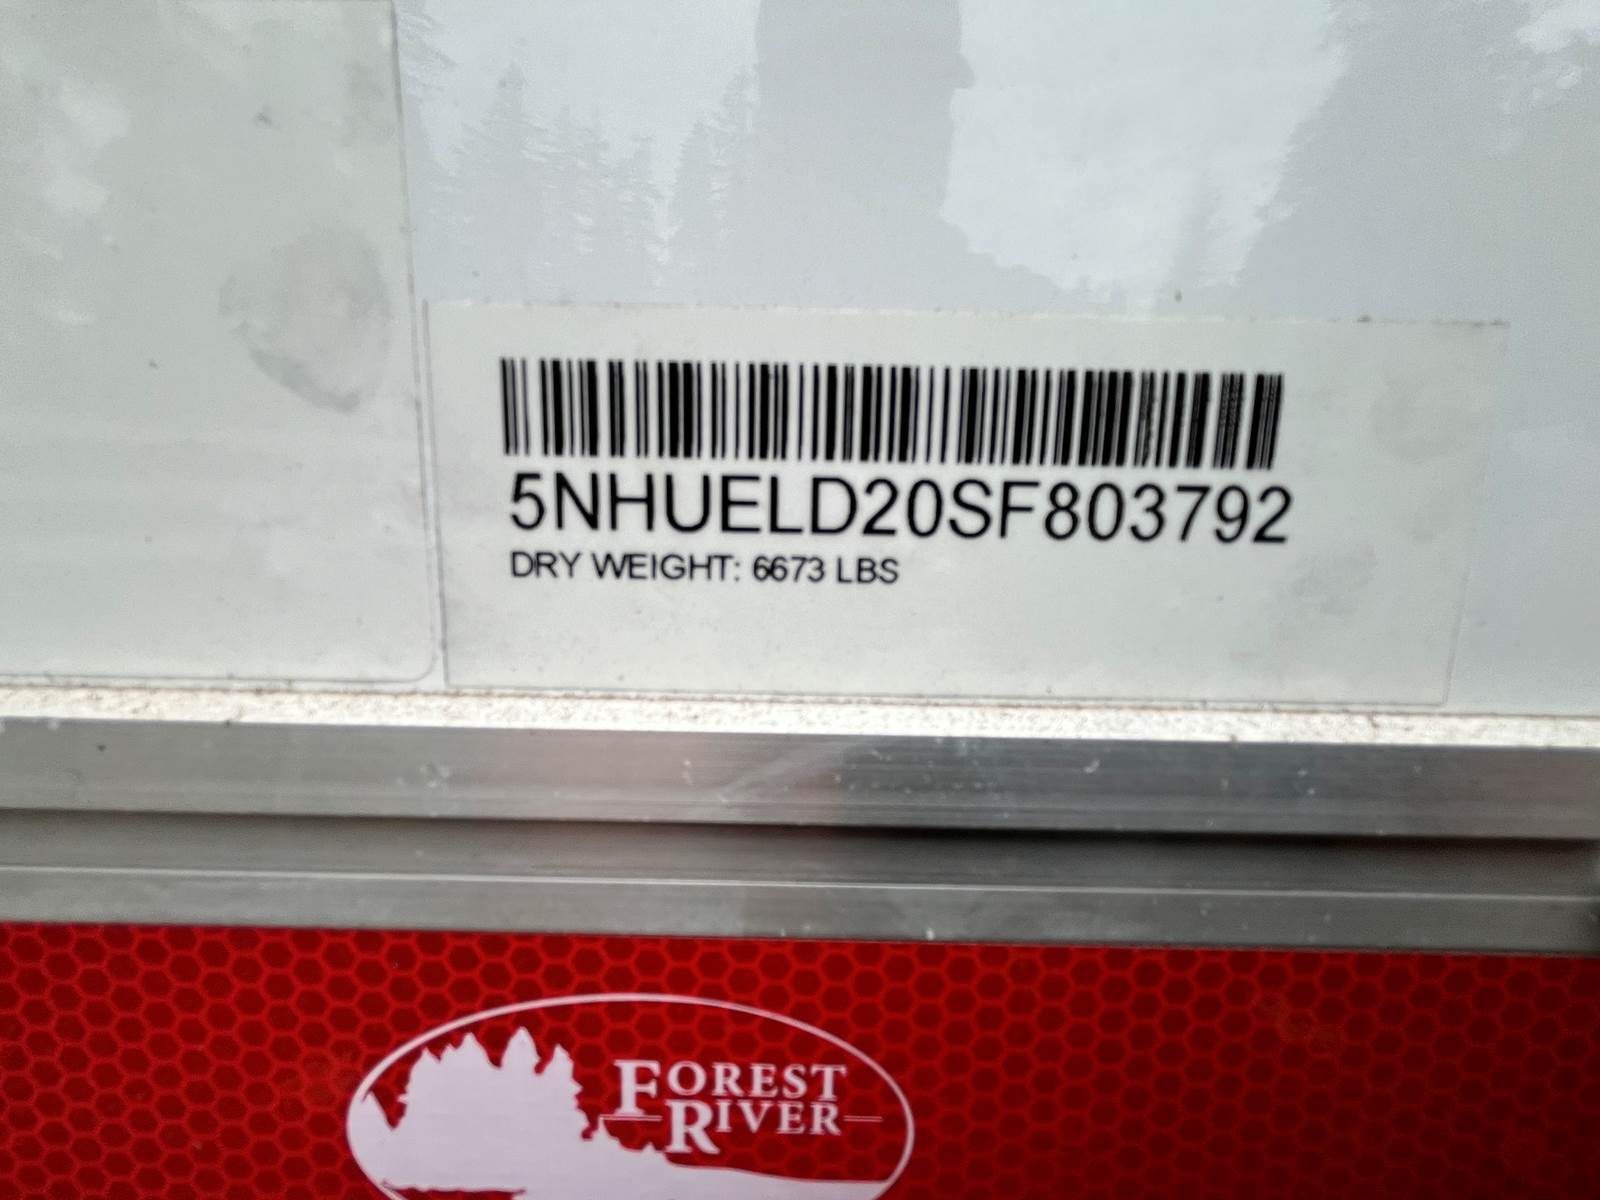 5NHUELD20SF803792
DRY WEIGHT: 6673 LBS
FOREST
RIVER